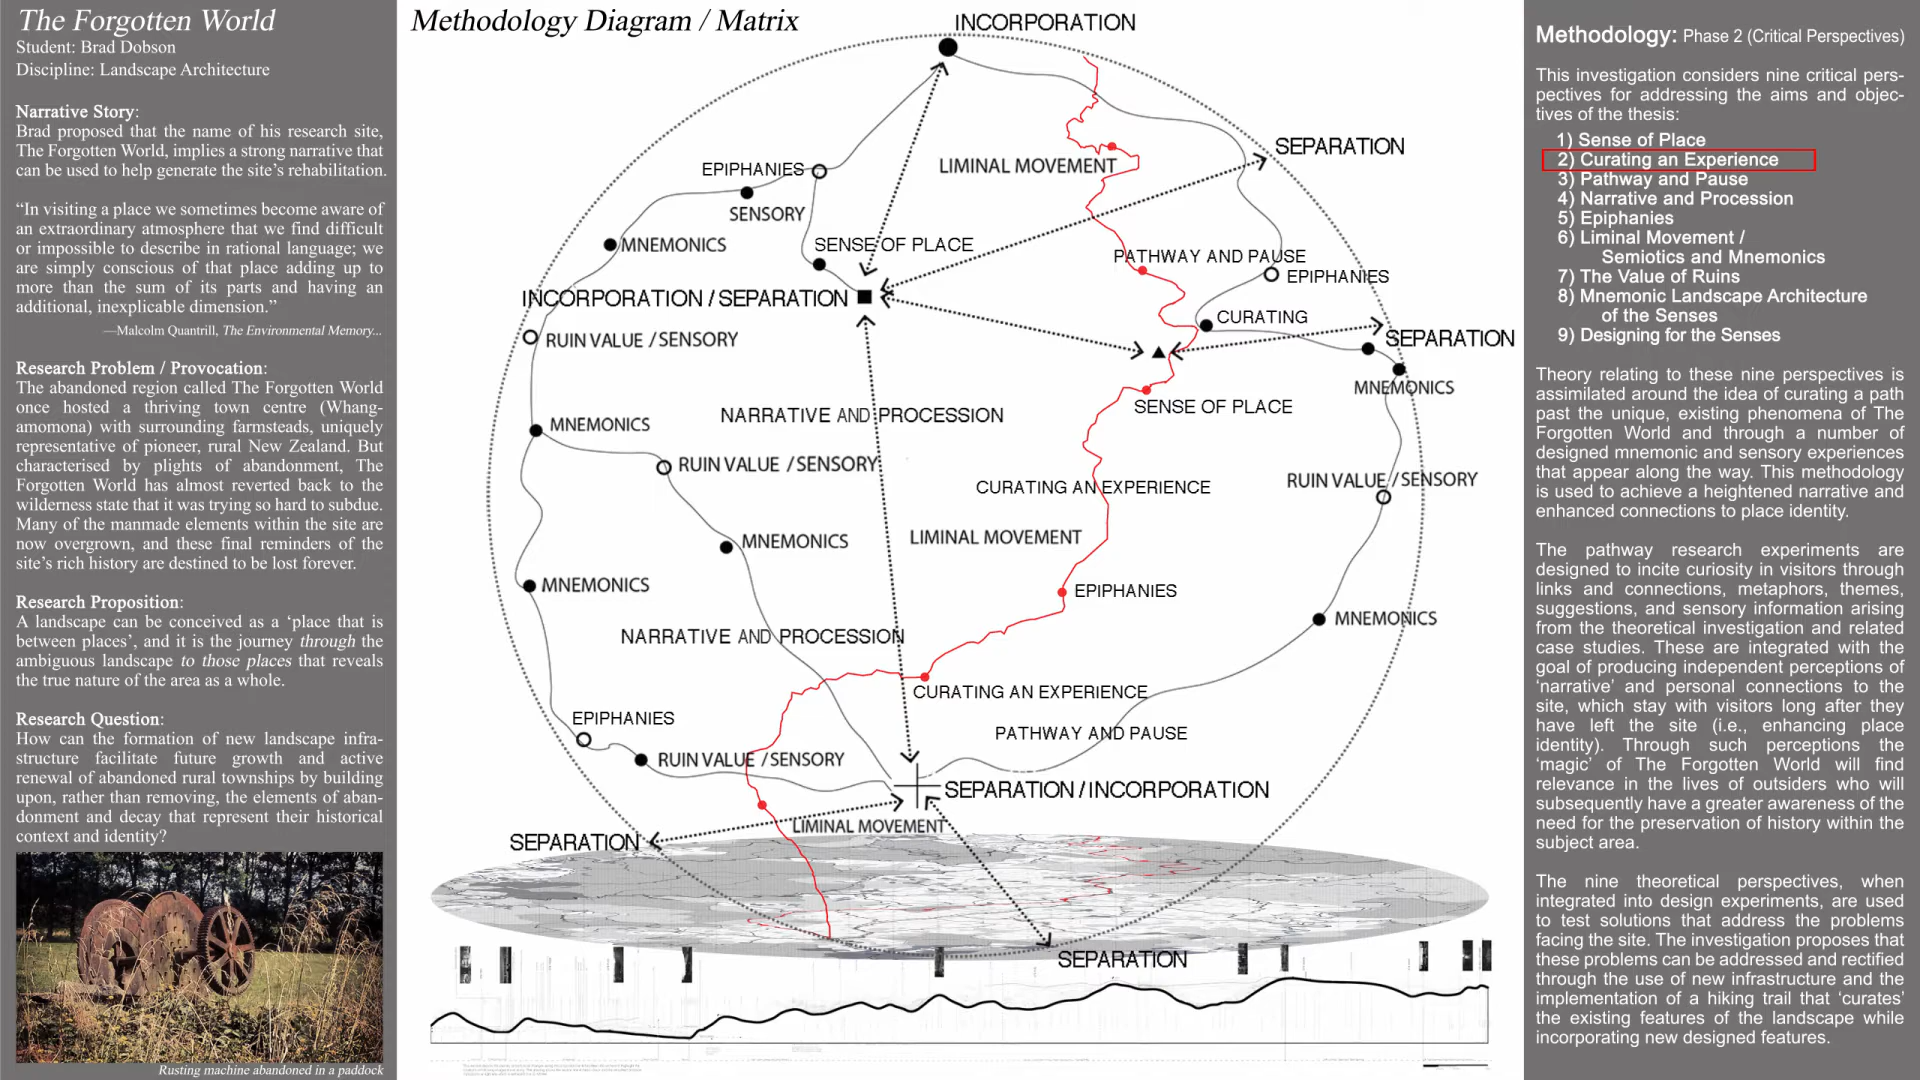 The Forgotten World
Student: Brad Dobson
Discipline: Landscape Architecture
Narrative Story:
Brad proposed that the name of his research site,
The Forgotten World, implies a strong narrative that
can be used to help generate the site's rehabilitation.
“In visiting a place we sometimes become aware of
an extraordinary atmosphere that we find difficult
or impossible to describe in rational language; we
are simply conscious of that place adding up to
more than the sum of its parts and having an
additional, inexplicable dimension.”
—Malcolm Quantrill, The Environmental Memory...
Research Problem / Provocation:
The abandoned region called The Forgotten World
once hosted a thriving town centre (Whang-
amomona) with surrounding farmsteads, uniquely
representative of pioneer, rural New Zealand. But
characterised by plights of abandonment, The
Forgotten World has almost reverted back to the
wilderness state that it was trying so hard to subdue.
Many of the manmade elements within the site are
now overgrown, and these final reminders of the
site's rich history are destined to be lost forever.
Research Proposition:
A landscape can be conceived as a ‘place that is
between places’, and it is the journey through the
ambiguous landscape to those places that reveals
the true nature of the area as a whole.
Research Question:
How can the formation of new landscape infra-
structure facilitate future growth and active
renewal of abandoned rural townships by building
upon, rather than removing, the elements of aban-
donment and decay that represent their historical
context and identity?
Rusting machine abandoned in a paddock
Methodology Diagram / Matrix
INCORPORATION
SEPARATION
LIMINAL MOVEMENT
EPIPHANIES
SENSORY
MNEMONICS
SENSE OF PLACE
PATHWAY AND PAUSE
EPIPHANIES
INCORPORATION / SEPARATION
CURATING
RUIN VALUE / SENSORY
SEPARATION
MNEMONICS
SENSE OF PLACE
NARRATIVE AND PROCESSION
MNEMONICS
RUIN VALUE / SENSORY
RUIN VALUE / SENSORY
CURATING AN EXPERIENCE
LIMINAL MOVEMENT
MNEMONICS
MNEMONICS
EPIPHANIES
MNEMONICS
NARRATIVE AND PROCESSION
CURATING AN EXPERIENCE
EPIPHANIES
PATHWAY AND PAUSE
RUIN VALUE / SENSORY
SEPARATION / INCORPORATION
LIMINAL MOVEMENT
SEPARATION
SEPARATION
Methodology: Phase 2 (Critical Perspectives)
This investigation considers nine critical pers-
pectives for addressing the aims and objec-
tives of the thesis:
1) Sense of Place
2) Curating an Experience
3) Pathway and Pause
4) Narrative and Procession
5) Epiphanies
6) Liminal Movement /
Semiotics and Mnemonics
7) The Value of Ruins
8) Mnemonic Landscape Architecture
of the Senses
9) Designing for the Senses
Theory relating to these nine perspectives is
assimilated around the idea of curating a path
past the unique, existing phenomena of The
Forgotten World and through a number of
designed mnemonic and sensory experiences
that appear along the way. This methodology
is used to achieve a heightened narrative and
enhanced connections to place identity.
The pathway research experiments are
designed to incite curiosity in visitors through
links and connections, metaphors, themes,
suggestions, and sensory information arising
from the theoretical investigation and related
case studies. These are integrated with the
goal of producing independent perceptions of
‘narrative’ and personal connections to the
site, which stay with visitors long after they
have left the site (i.e., enhancing place
identity). Through such perceptions the
‘magic’ of The Forgotten World will find
relevance in the lives of outsiders who will
subsequently have a greater awareness of the
need for the preservation of history within the
subject area.
The nine theoretical perspectives, when
integrated into design experiments, are used
to test solutions that address the problems
facing the site. The investigation proposes that
these problems can be addressed and rectified
through the use of new infrastructure and the
implementation of a hiking trail that ‘curates’
the existing features of the landscape while
incorporating new designed features.